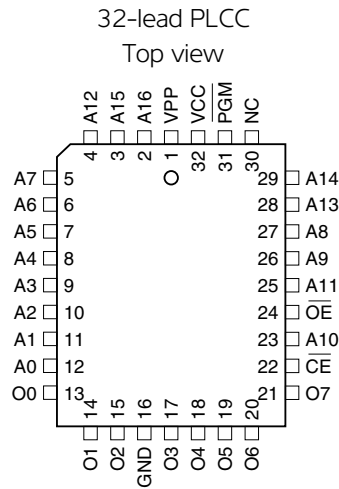 32-lead PLCC
Top view
A12 A15 A16 VPP VCC PGM NC
4 3 2 1 32 31 30
A7 5 29 A14
A6 6 28 A13
A5 7 27 A8
A4 8 26 A9
A3 9 25 A11
A2 10 24 OE
A1 11 23 A10
A0 12 22 CE
O0 13 21 O7
14 15 16 17 18 19 20
O1 O2 GND O3 O4 O5 O6